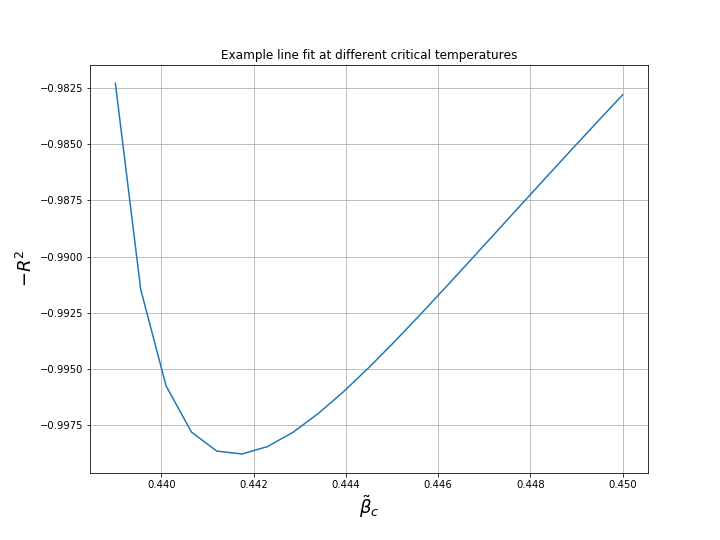 Example line fit at different critical temperatures
−0.9825
−0.9850
−0.9875
−0.9900
−0.9925
−0.9950
−0.9975
−R²
0.440 0.442 0.444 0.446 0.448 0.450
β̃_c